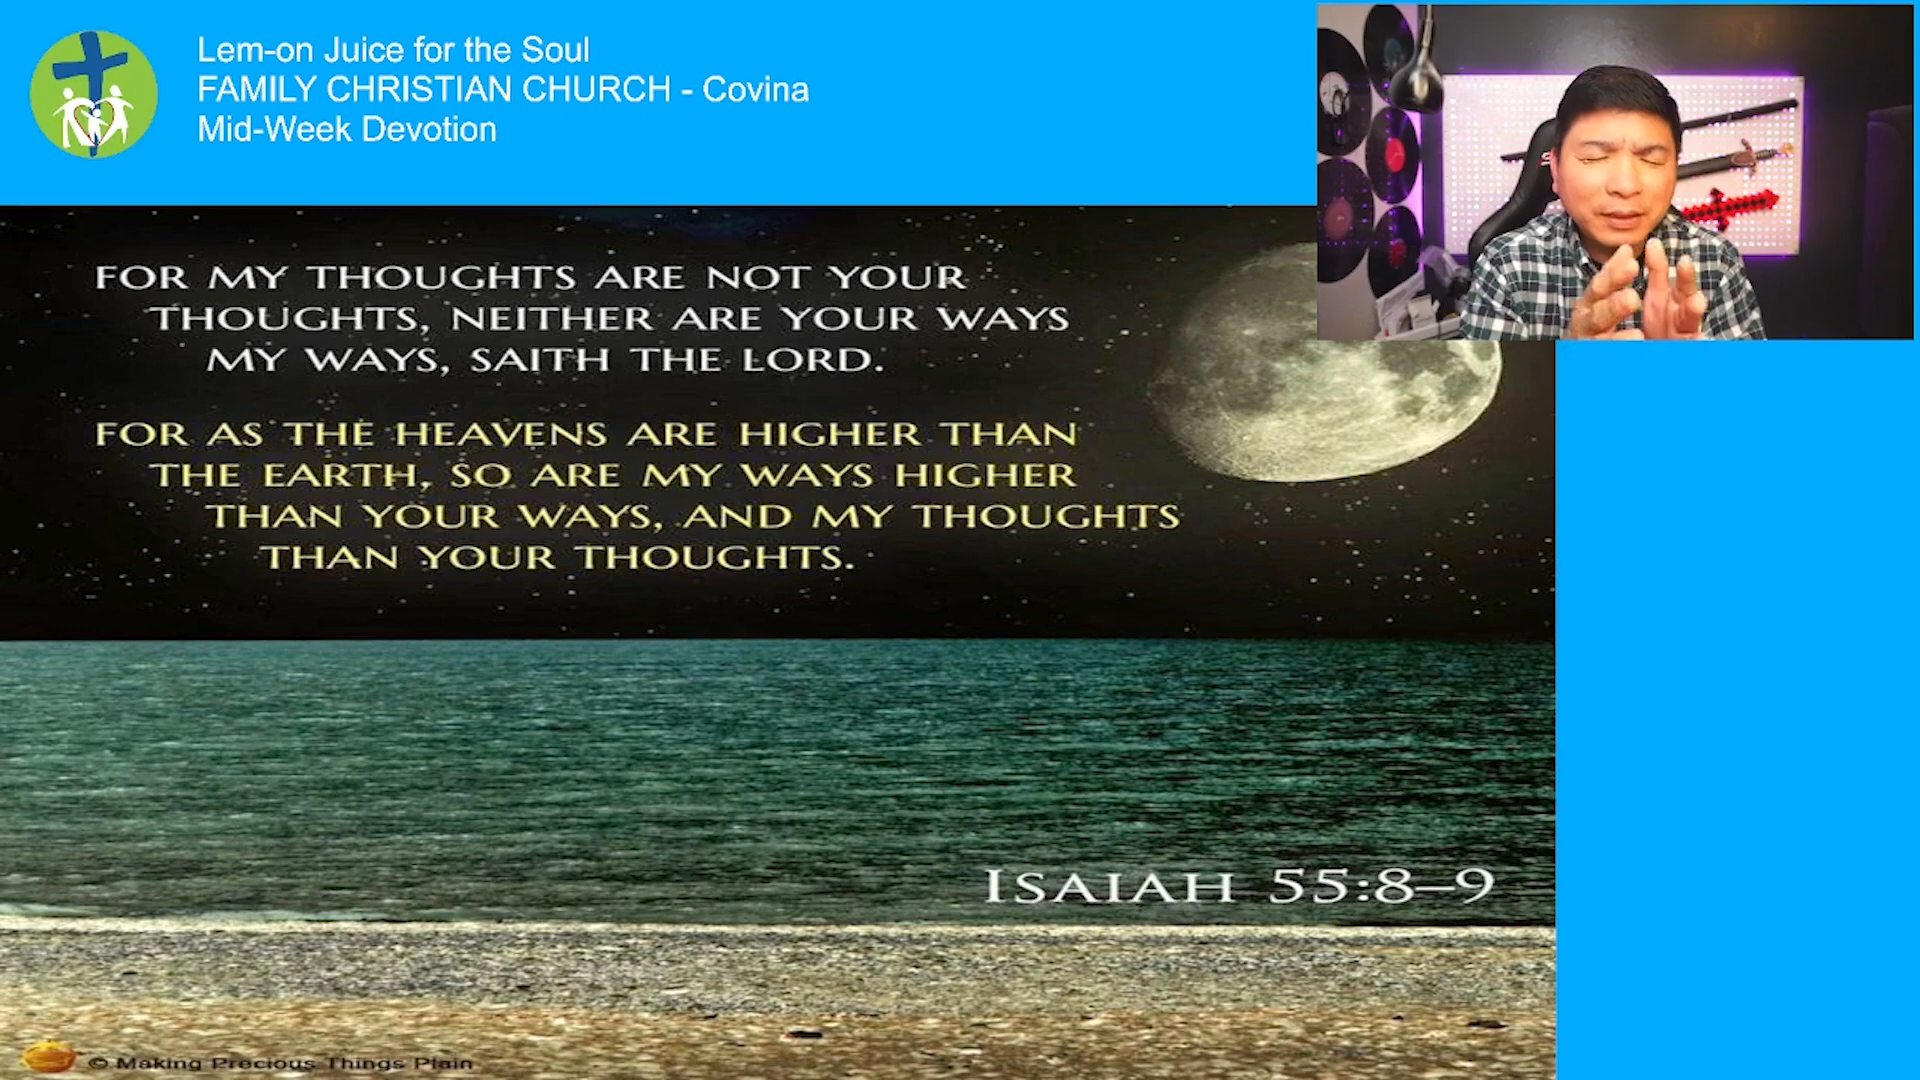 Lem-on Juice for the Soul
FAMILY CHRISTIAN CHURCH - Covina
Mid-Week Devotion
FOR MY THOUGHTS ARE NOT YOUR
THOUGHTS, NEITHER ARE YOUR WAYS
MY WAYS, SAITH THE LORD.
FOR AS THE HEAVENS ARE HIGHER THAN
THE EARTH, SO ARE MY WAYS HIGHER
THAN YOUR WAYS, AND MY THOUGHTS
THAN YOUR THOUGHTS.
ISAIAH 55:8–9
© Making Precious Things Plain